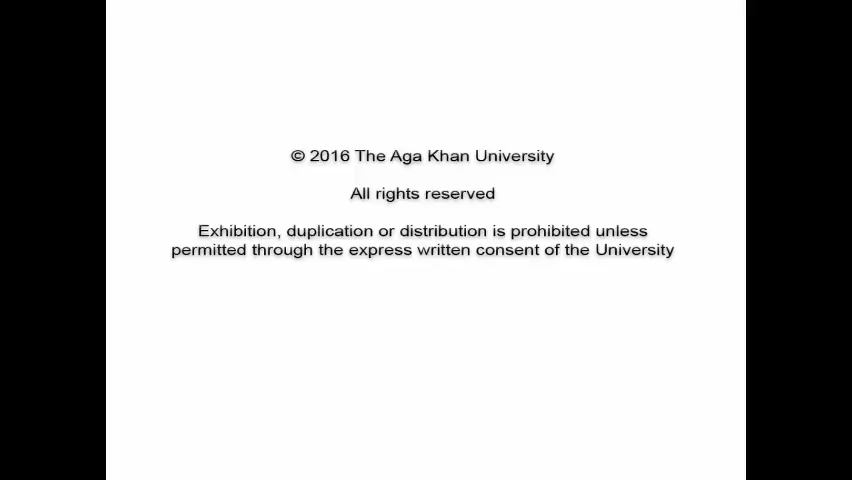 © 2016 The Aga Khan University
All rights reserved
Exhibition, duplication or distribution is prohibited unless
permitted through the express written consent of the University